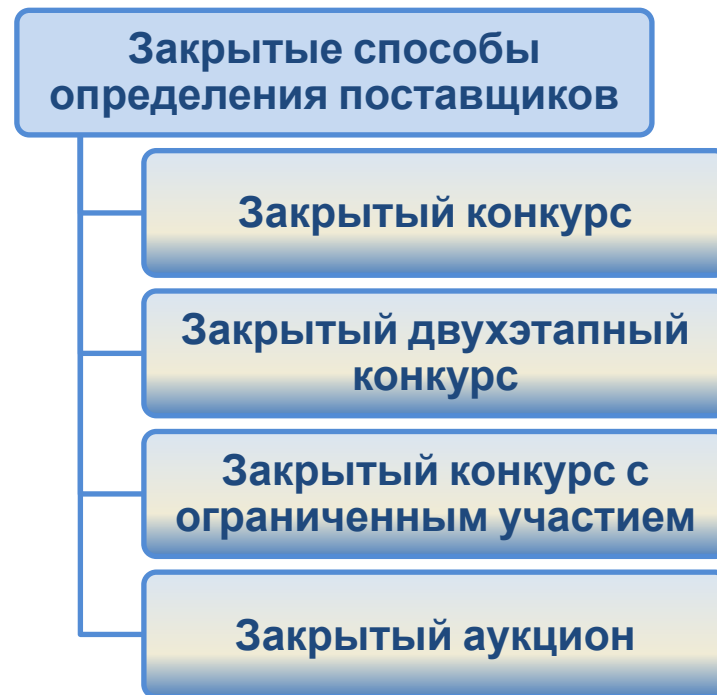 Закрытые способы
определения поставщиков
Закрытый конкурс
Закрытый двухэтапный
конкурс
Закрытый конкурс с
ограниченным участием
Закрытый аукцион